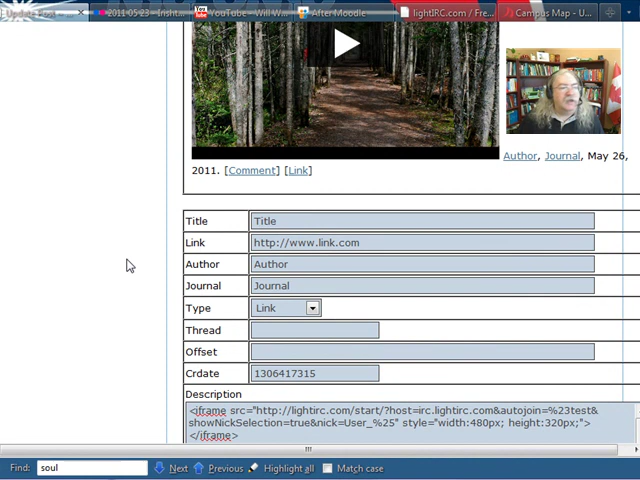 Update Post
2011 05 23 - Irisht...
YouTube - Will W...
After Moodle
lightIRC.com / Fre...
Campus Map - U...
Author, Journal, May 26,
2011. [Comment] [Link]
Title Title
Link http://www.link.com
Author Author
Journal Journal
Type Link
Thread
Offset
Crdate 1306417315
Description
<iframe src="http://lightirc.com/start/?host=irc.lightirc.com&autojoin=%23test&
showNickSelection=true&nick=User_%25" style="width:480px; height:320px;">
</iframe>
Find: soul Next Previous Highlight all Match case